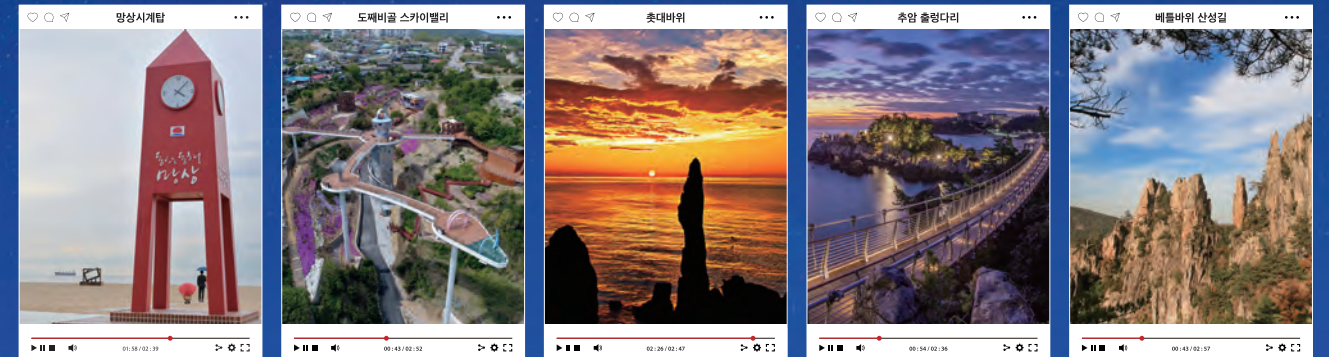 망상시계탑
도째비골 스카이밸리
촛대바위
추암 출렁다리
베틀바위 산성길
망상
01:58 / 02:39
00:43 / 02:52
02:26 / 02:47
00:54 / 02:36
00:43 / 02:57